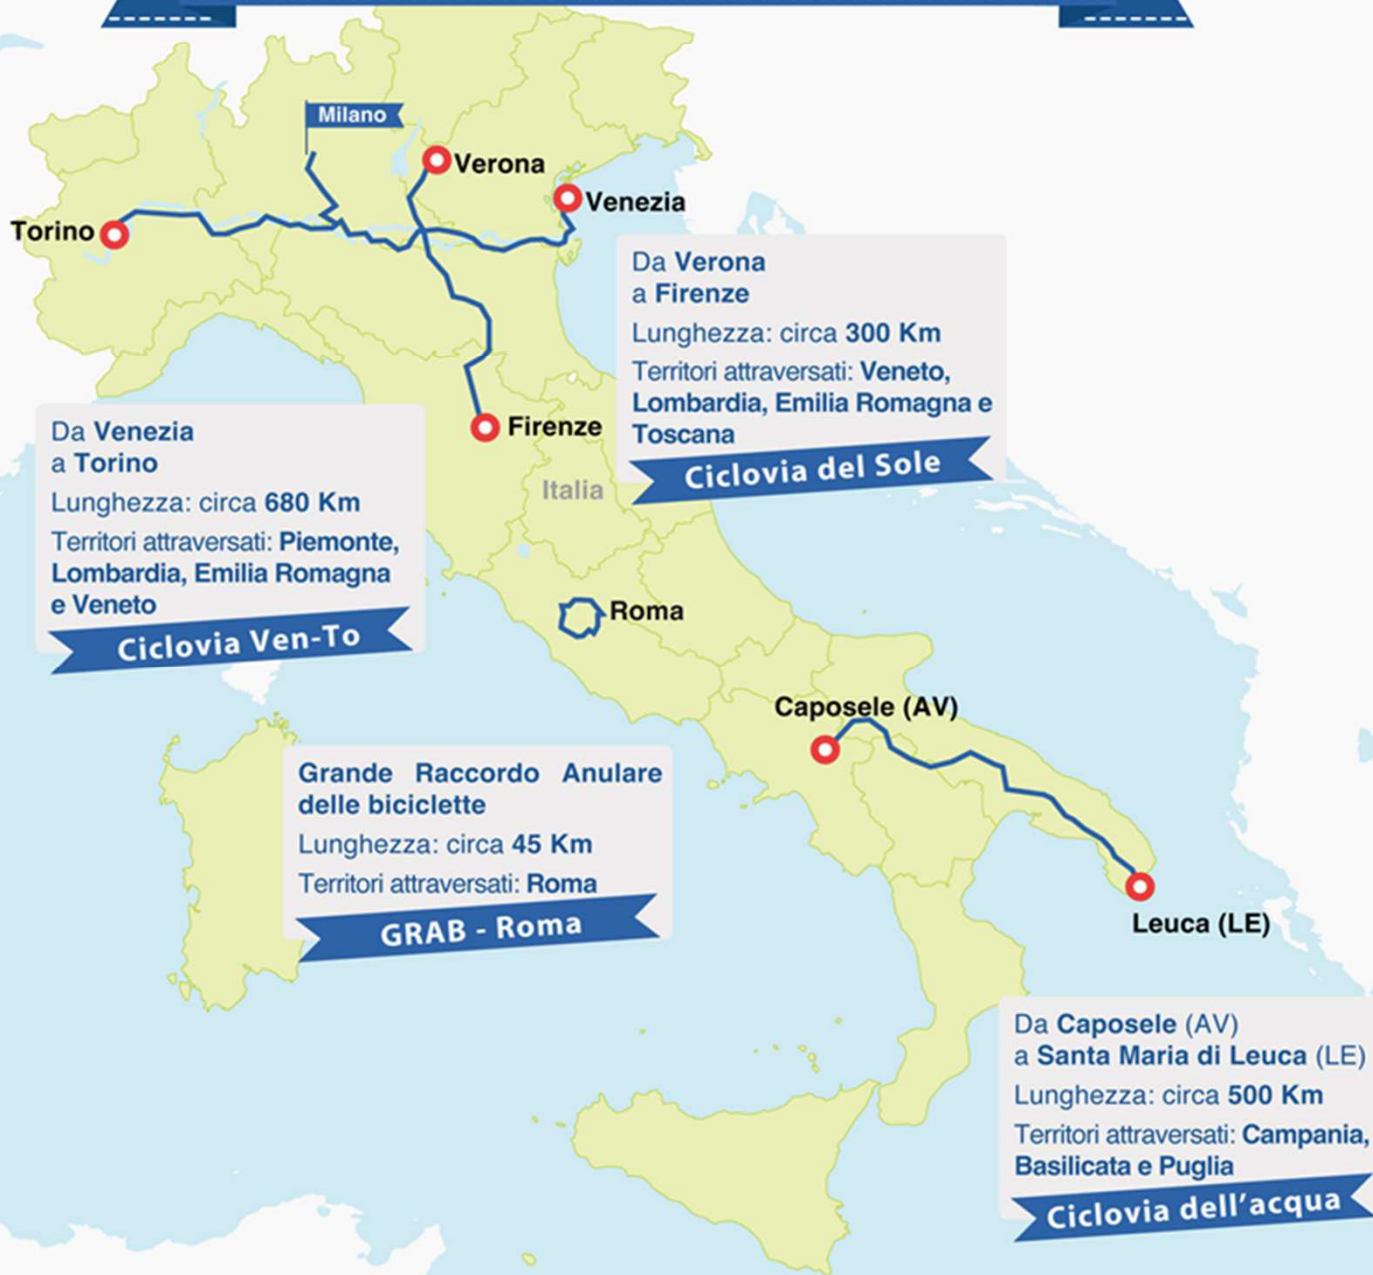 Milano
Verona
Venezia
Torino
Da Verona
a Firenze
Lunghezza: circa 300 Km
Territori attraversati: Veneto,
Lombardia, Emilia Romagna e
Toscana
Ciclovia del Sole
Firenze
Italia
Da Venezia
a Torino
Lunghezza: circa 680 Km
Territori attraversati: Piemonte,
Lombardia, Emilia Romagna
e Veneto
Ciclovia Ven-To
Roma
Caposele (AV)
Grande Raccordo Anulare
delle biciclette
Lunghezza: circa 45 Km
Territori attraversati: Roma
GRAB - Roma
Leuca (LE)
Da Caposele (AV)
a Santa Maria di Leuca (LE)
Lunghezza: circa 500 Km
Territori attraversati: Campania,
Basilicata e Puglia
Ciclovia dell'acqua